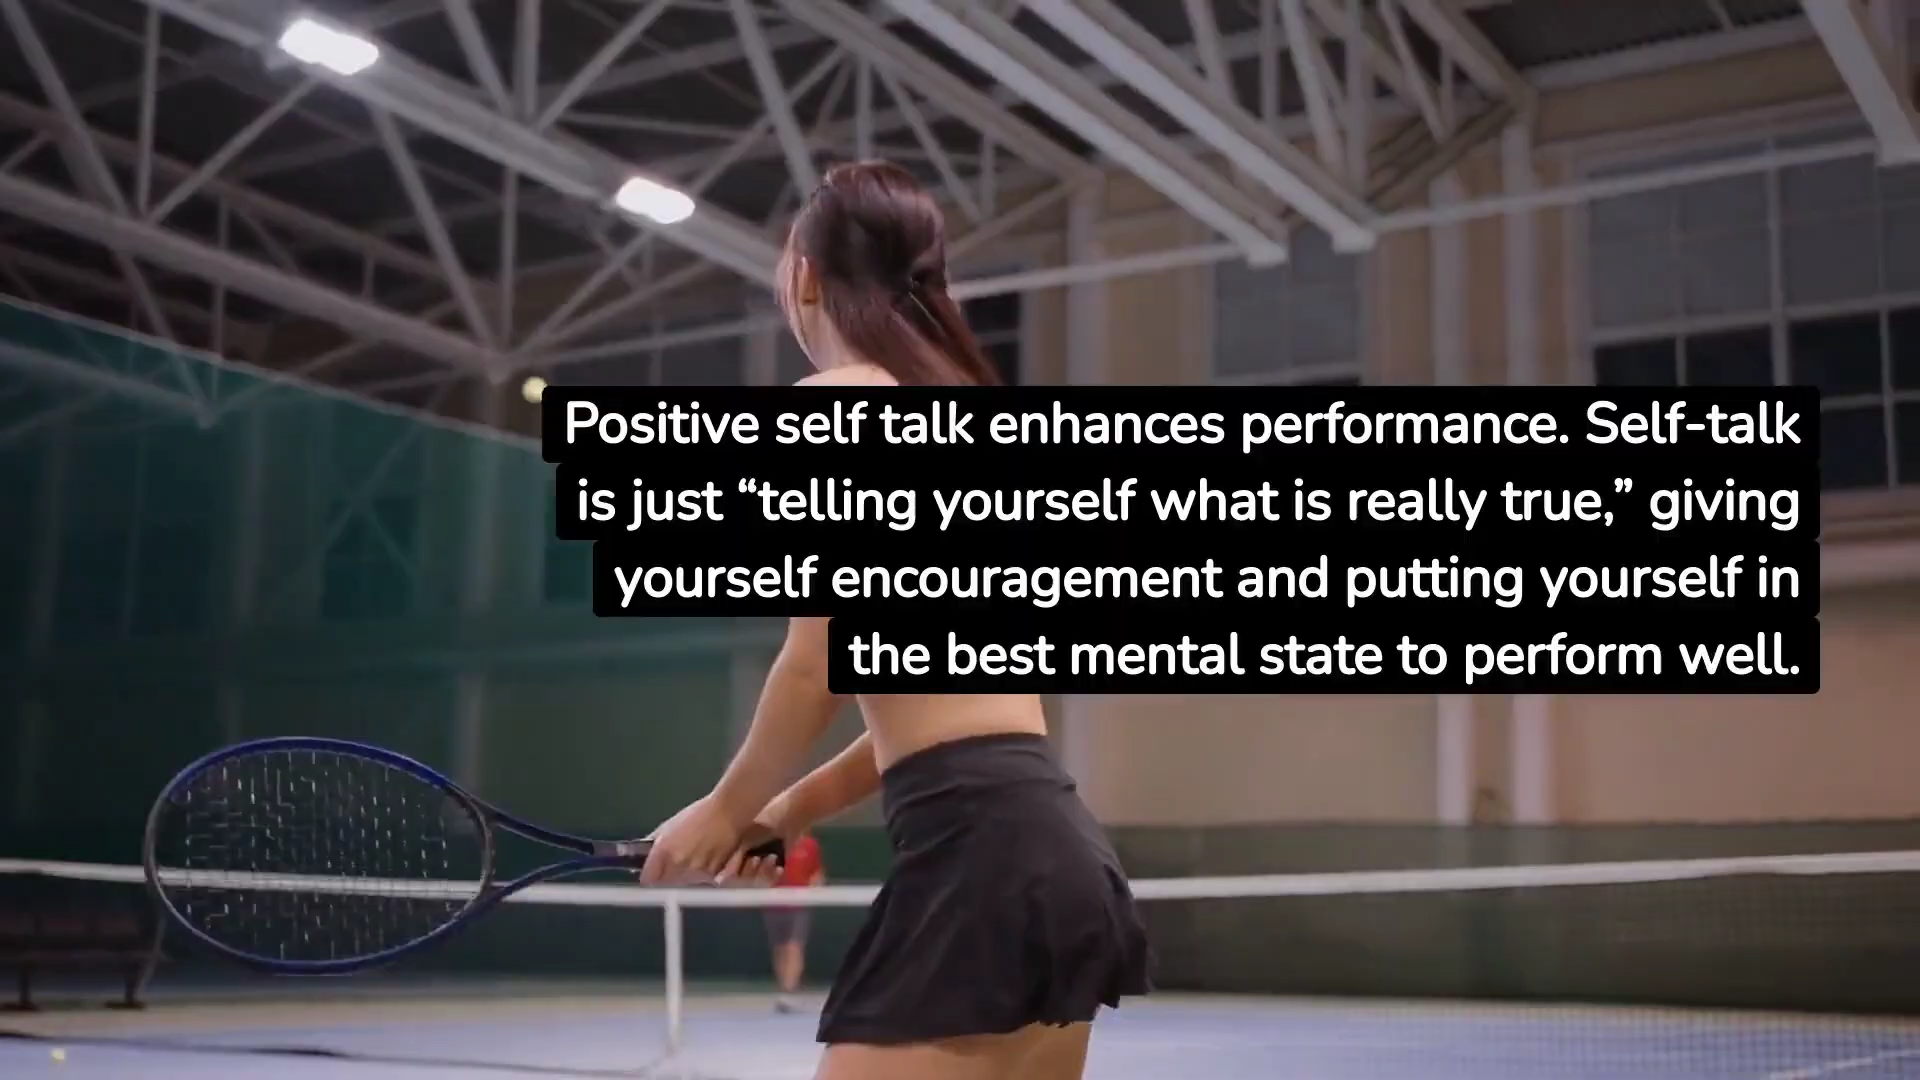 Positive self talk enhances performance. Self-talk
is just “telling yourself what is really true,” giving
yourself encouragement and putting yourself in
the best mental state to perform well.